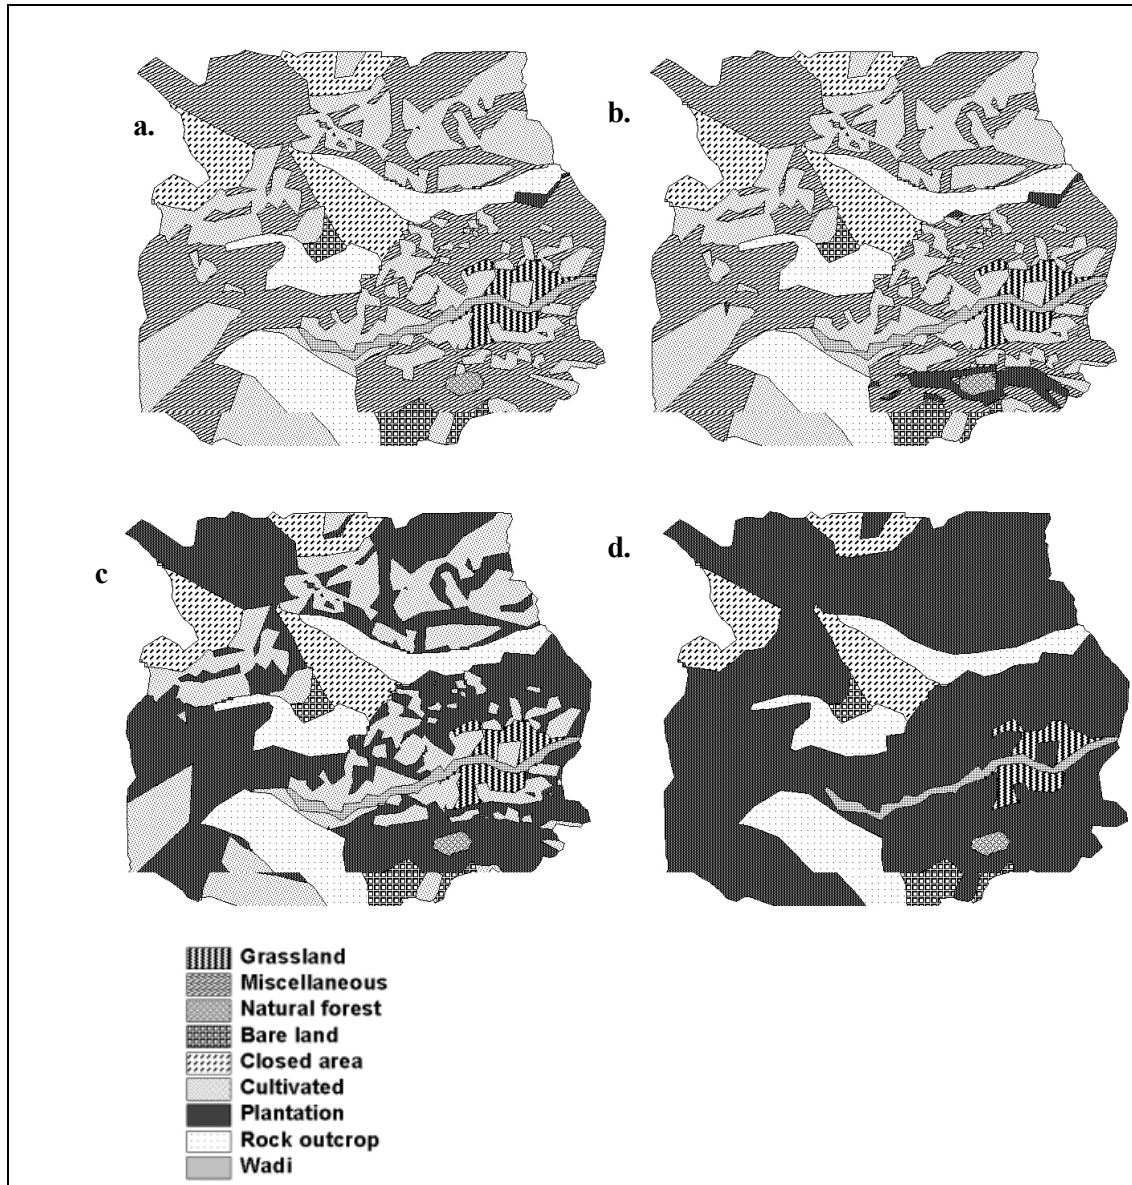 a.
b.
c
d.
Grassland
Miscellaneous
Natural forest
Bare land
Closed area
Cultivated
Plantation
Rock outcrop
Wadi